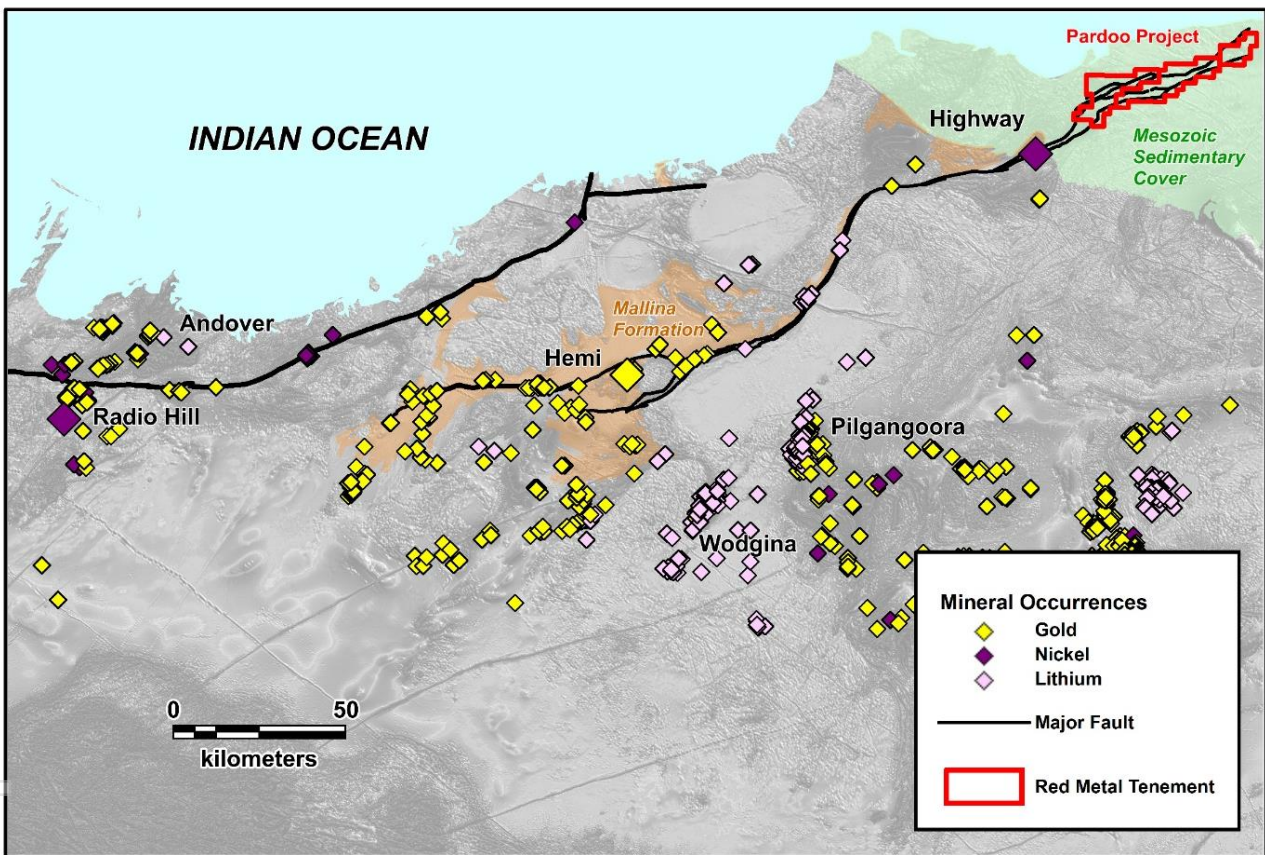 Pardoo Project
INDIAN OCEAN
Highway
Mesozoic
Sedimentary
Cover
Mallina
Formation
Andover
Hemi
Radio Hill
Pilgangoora
Wodgina
0 50
kilometers
Mineral Occurrences
Gold
Nickel
Lithium
Major Fault
Red Metal Tenement